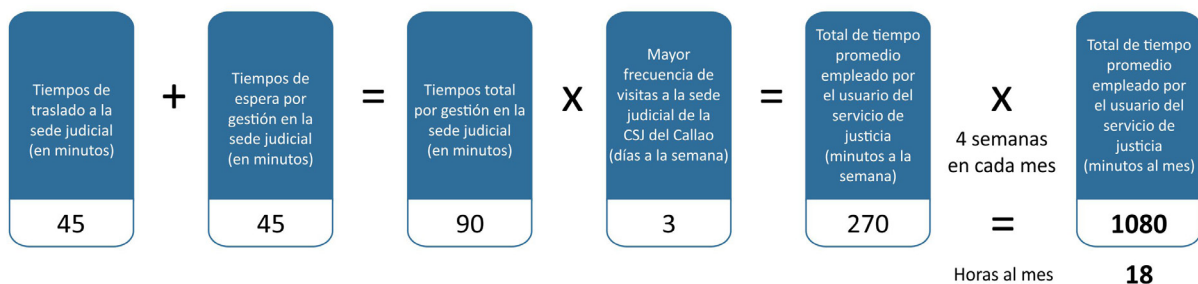 Tiempos de
traslado a la
sede judicial
(en minutos)
45
+
Tiempos de
espera por
gestión en la
sede judicial
(en minutos)
45
=
Tiempos total
por gestión en la
sede judicial
(en minutos)
90
x
Mayor
frecuencia de
visitas a la sede
judicial de la
CSJ del Callao
(días a la semana)
3
=
Total de tiempo
promedio
empleado por
el usuario del
servicio de
justicia
(minutos a la
semana)
270
x
4 semanas
en cada mes
=
Total de tiempo
promedio
empleado por
el usuario del
servicio de
justicia
(minutos al mes)
1080
Horas al mes
18